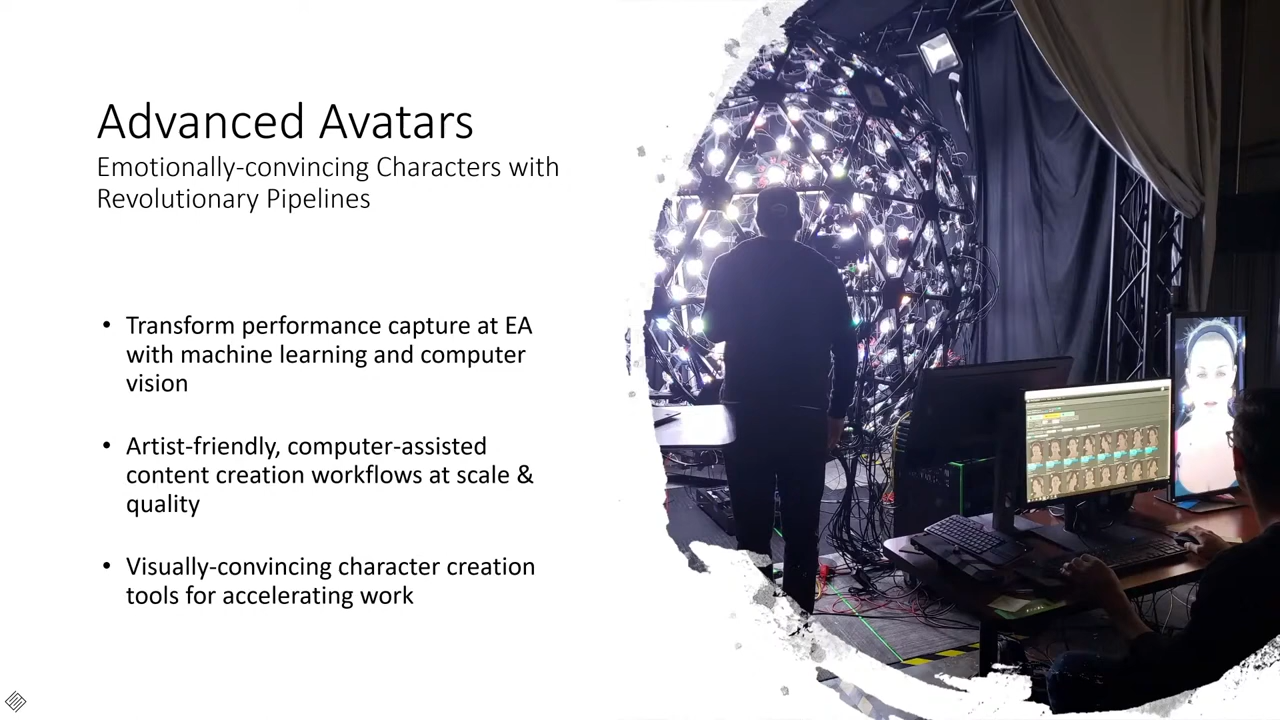 Advanced Avatars
Emotionally-convincing Characters with
Revolutionary Pipelines
• Transform performance capture at EA
with machine learning and computer
vision
• Artist-friendly, computer-assisted
content creation workflows at scale &
quality
• Visually-convincing character creation
tools for accelerating work